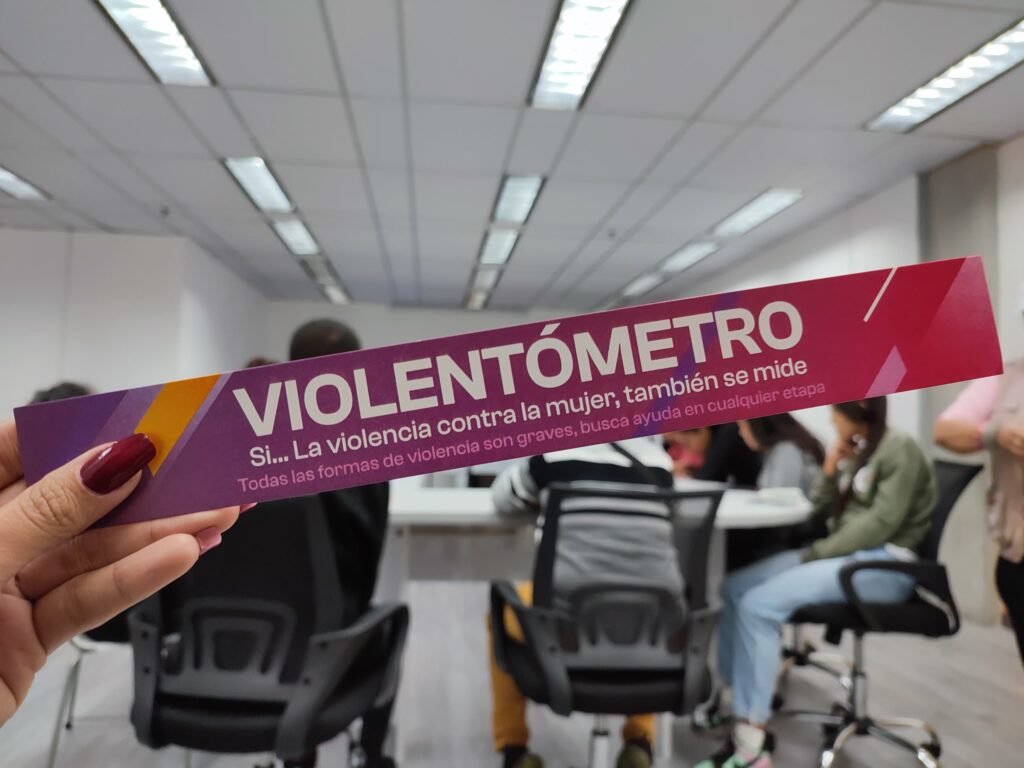 VIOLENTÓMETRO
Si... La violencia contra la mujer, también se mide
Todas las formas de violencia son graves, busca ayuda en cualquier etapa